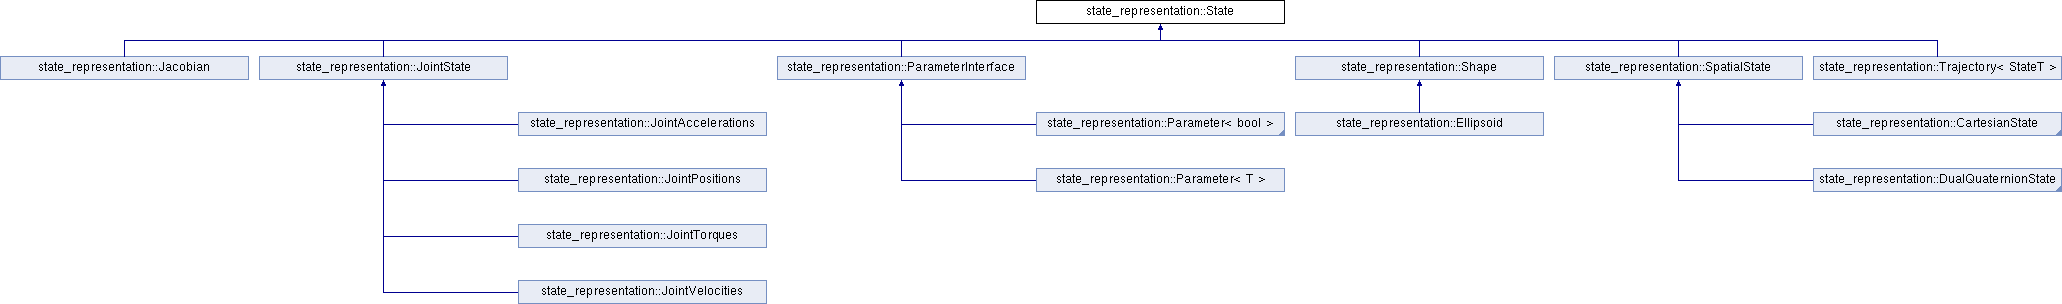 state_representation::State
state_representation::Jacobian
state_representation::JointState
state_representation::ParameterInterface
state_representation::Shape
state_representation::SpatialState
state_representation::Trajectory< StateT >
state_representation::JointAccelerations
state_representation::Parameter< bool >
state_representation::Ellipsoid
state_representation::CartesianState
state_representation::JointPositions
state_representation::Parameter< T >
state_representation::DualQuaternionState
state_representation::JointTorques
state_representation::JointVelocities